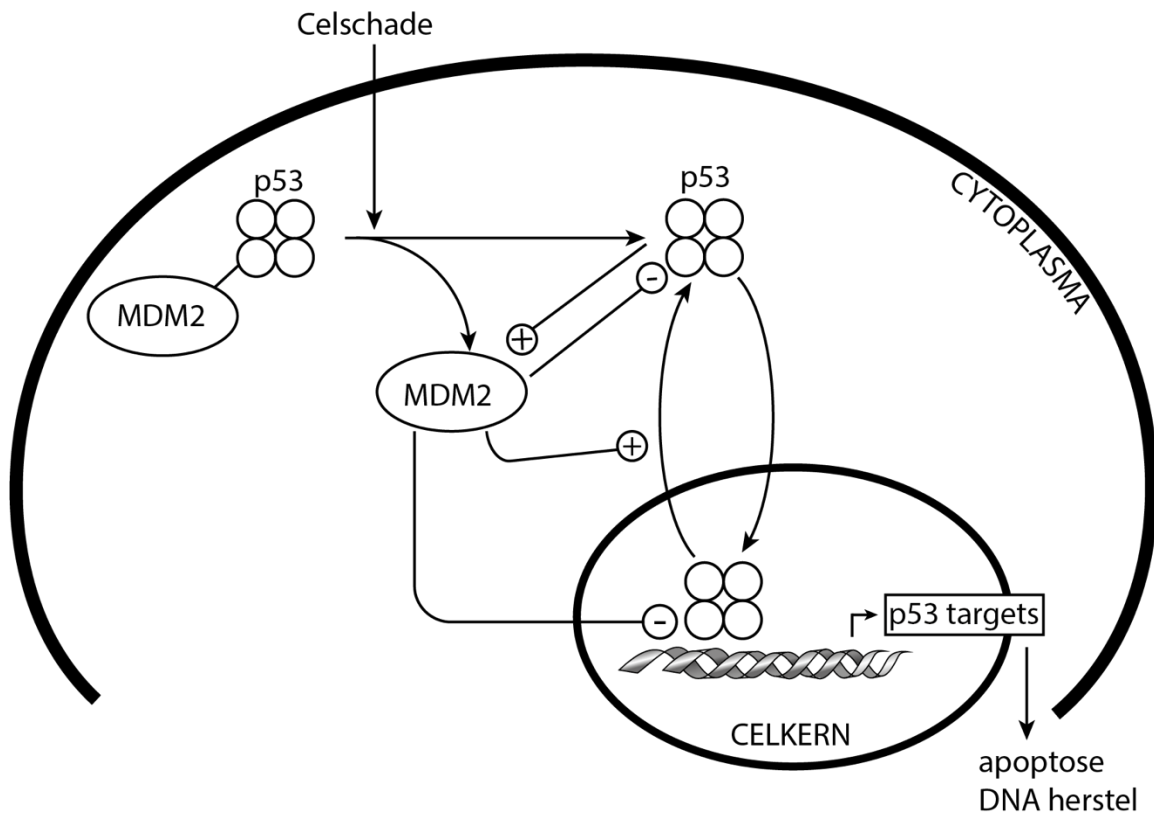 Celschade
p53
p53
CYTOPLASMA
MDM2
-
+
MDM2
+
-
p53 targets
CELKERN
apoptose
DNA herstel